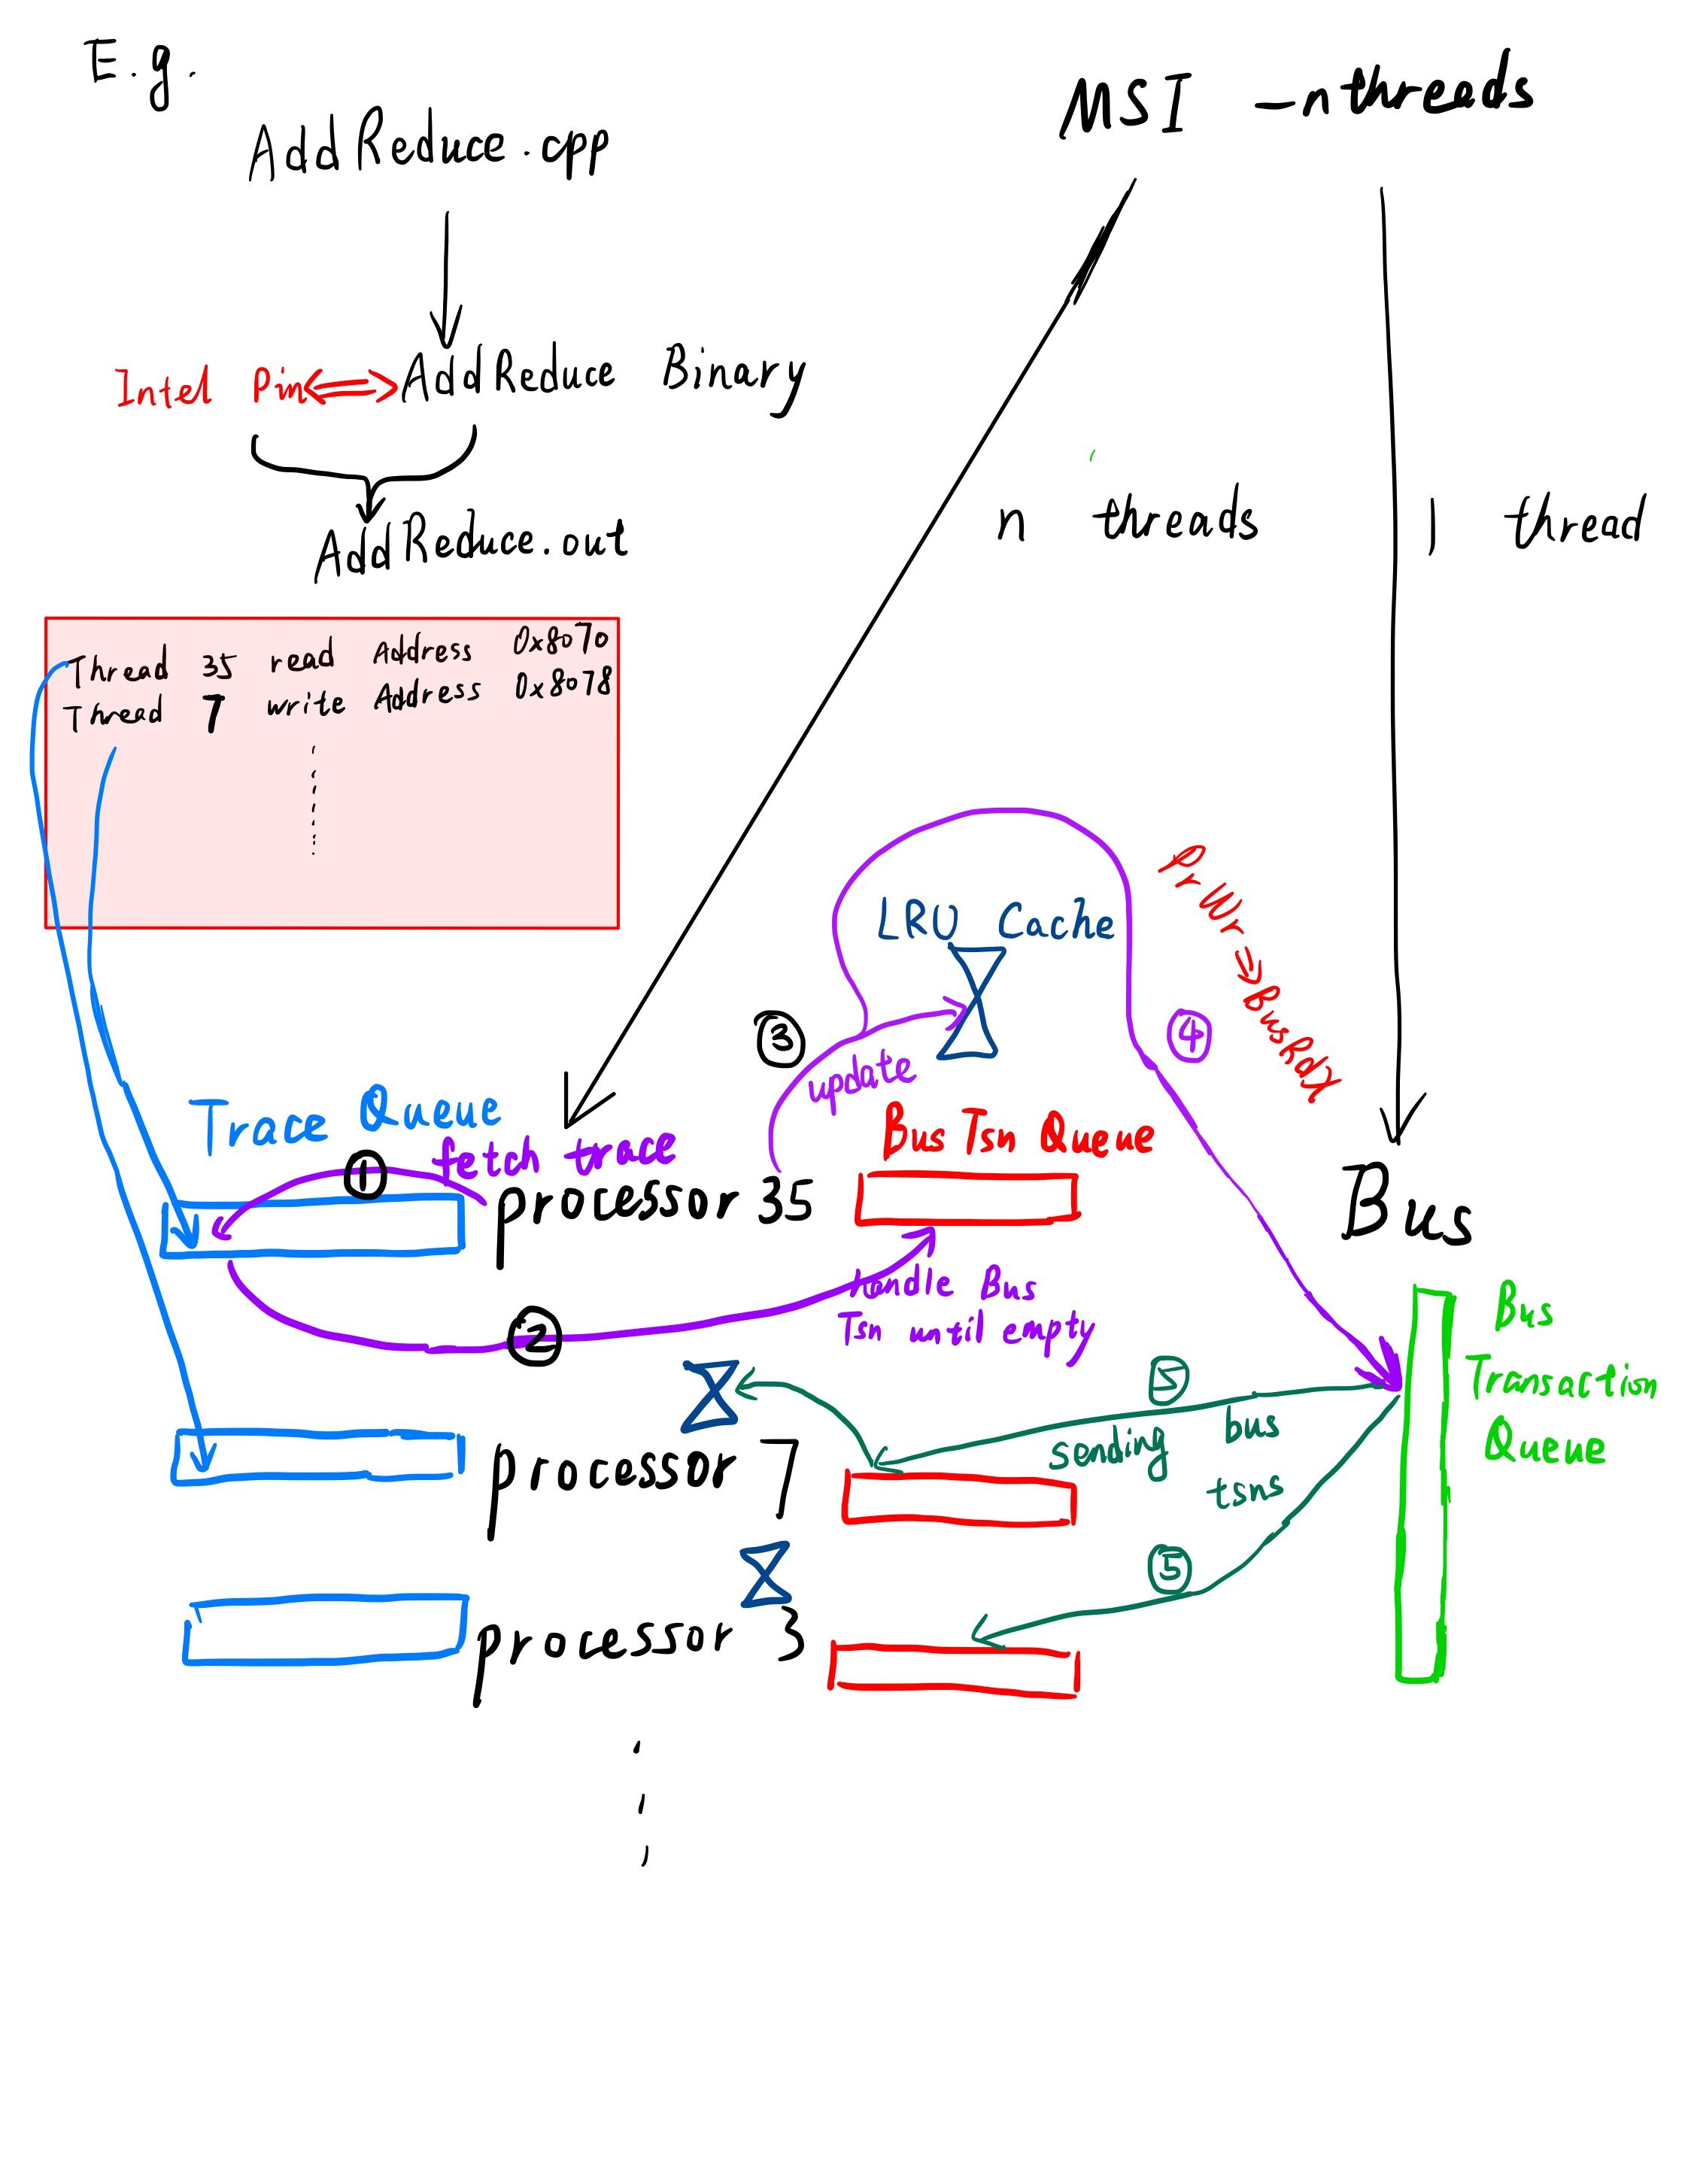 E.g.
AddReduce.cpp
MSI -nthreads
Intel Pin
AddReduce Binary
AddReduce.out
n threads
1 thread
Thread 35 read Address 0x8070
Thread 7 write Address 0x8078
LRU Cache
PrWr→BusRdX
③
update
④
Trace Queue
① fetch trace
Bus Tsn Queue
processor 35
Bus
②
handle Bus
Tsn until empty
Bus
Transaction
Queue
⑤
sending bus
tsns
processor 7
⑤
processor 3